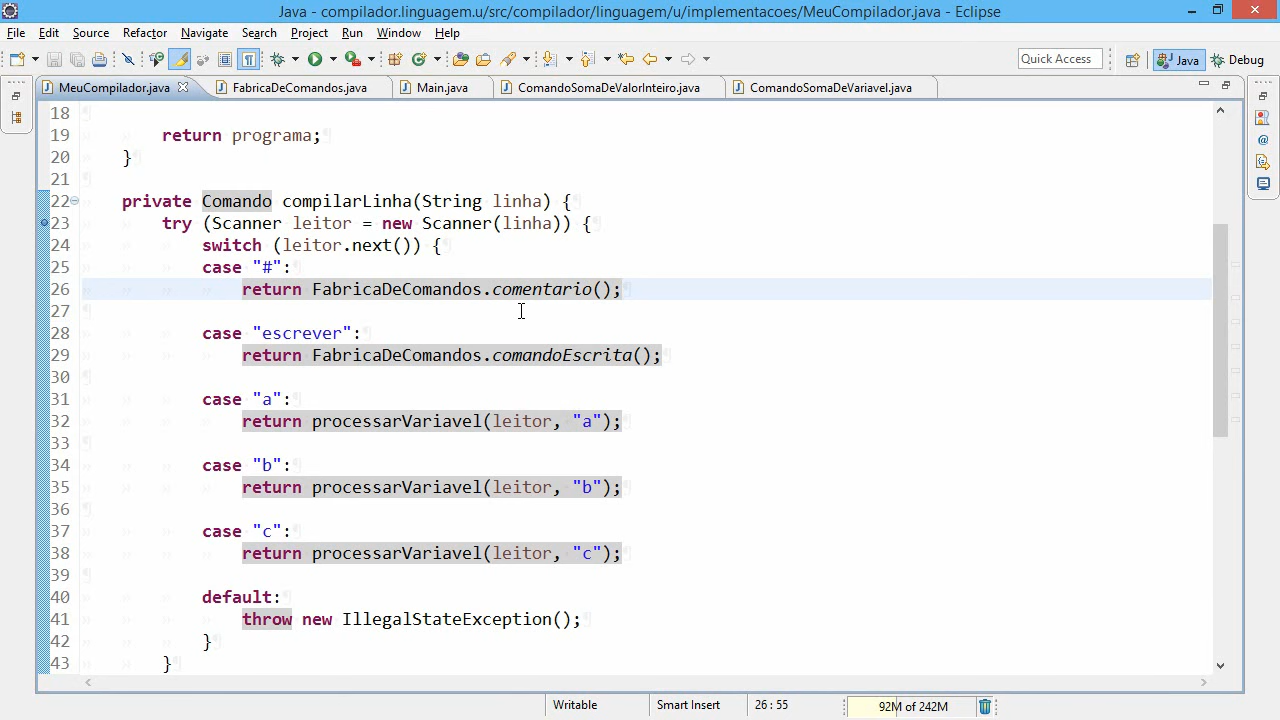 Java - compilador.linguagem.u/src/compilador/linguagem/u/implementacoes/MeuCompilador.java - Eclipse
File Edit Source Refactor Navigate Search Project Run Window Help
Quick Access Java Debug
MeuCompilador.java FabricaDeComandos.java Main.java ComandoSomaDeValorInteiro.java ComandoSomaDeVariavel.java
18
19 return programa;
20 }
21
22 private Comando compilarLinha(String linha) {
23 try (Scanner leitor = new Scanner(linha)) {
24 switch (leitor.next()) {
25 case "#":
26 return FabricaDeComandos.comentario();
27
28 case "escrever":
29 return FabricaDeComandos.comandoEscrita();
30
31 case "a":
32 return processarVariavel(leitor, "a");
33
34 case "b":
35 return processarVariavel(leitor, "b");
36
37 case "c":
38 return processarVariavel(leitor, "c");
39
40 default:
41 throw new IllegalStateException();
42 }
43 }
Writable Smart Insert 26 : 55 92M of 242M